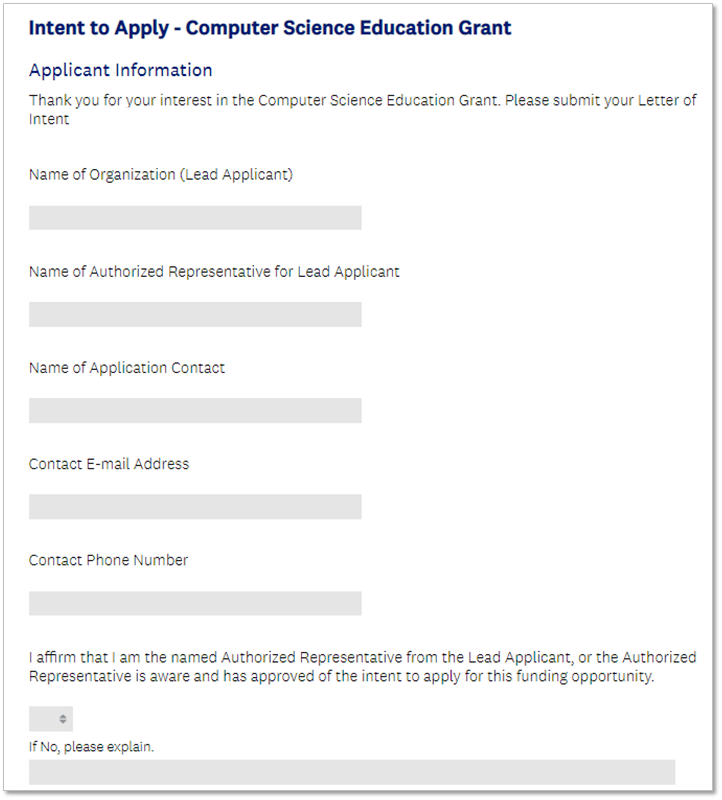 Intent to Apply - Computer Science Education Grant
Applicant Information
Thank you for your interest in the Computer Science Education Grant. Please submit your Letter of
Intent
Name of Organization (Lead Applicant)
Name of Authorized Representative for Lead Applicant
Name of Application Contact
Contact E-mail Address
Contact Phone Number
I affirm that I am the named Authorized Representative from the Lead Applicant, or the Authorized
Representative is aware and has approved of the intent to apply for this funding opportunity.
If No, please explain.